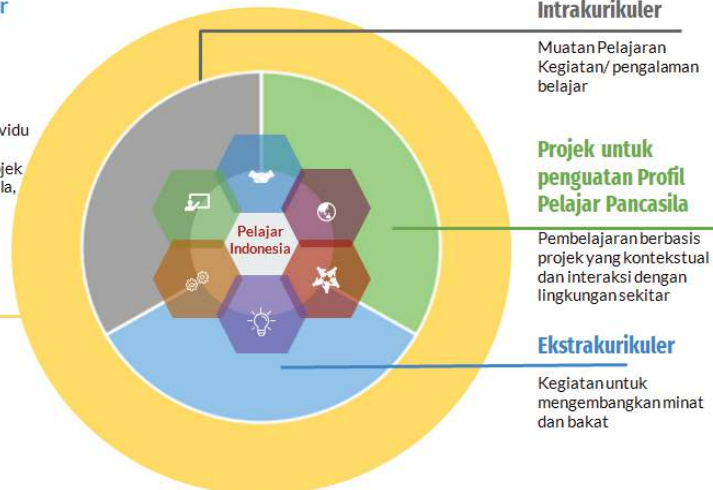 Intrakurikuler
Muatan Pelajaran
Kegiatan/ pengalaman
belajar
Projek untuk
penguatan Profil
Pelajar Pancasila
Pembelajaran berbasis
projek yang kontekstual
dan interaksi dengan
lingkungan sekitar
Ekstrakurikuler
Kegiatan untuk
mengembangkan minat
dan bakat
Pelajar
Indonesia